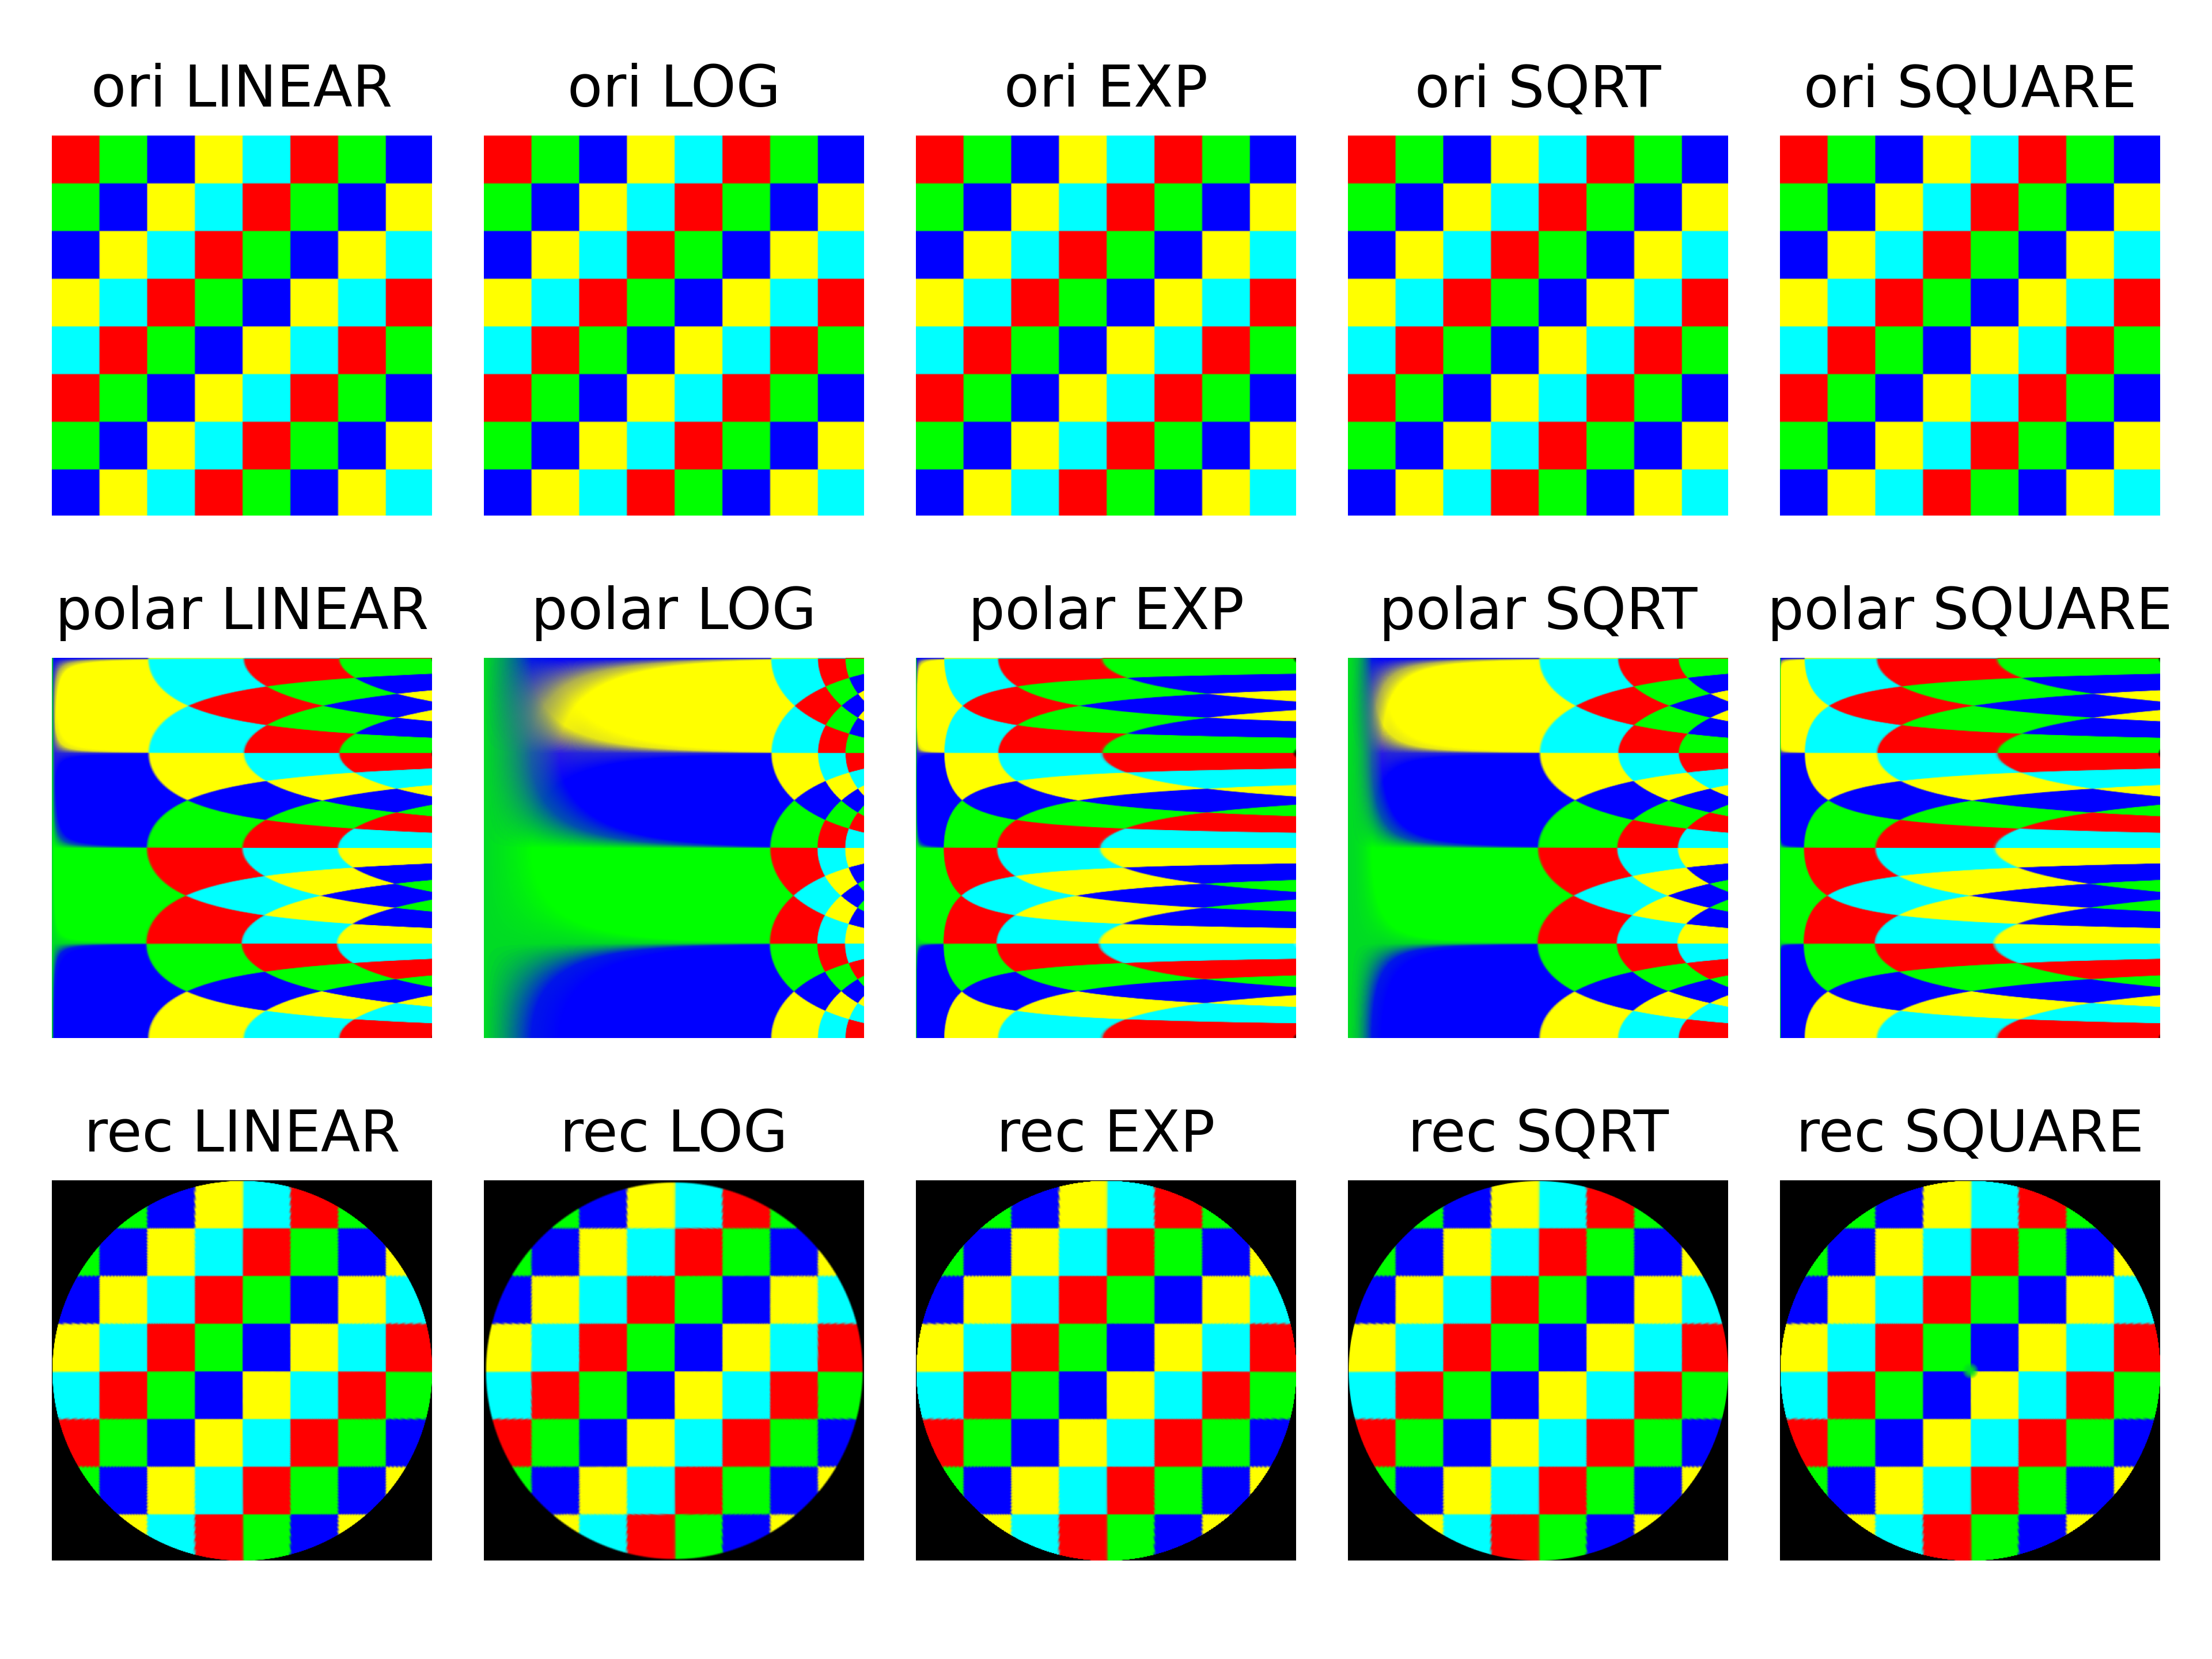 ori LINEAR
ori LOG
ori EXP
ori SQRT
ori SQUARE
polar LINEAR
polar LOG
polar EXP
polar SQRT
polar SQUARE
rec LINEAR
rec LOG
rec EXP
rec SQRT
rec SQUARE